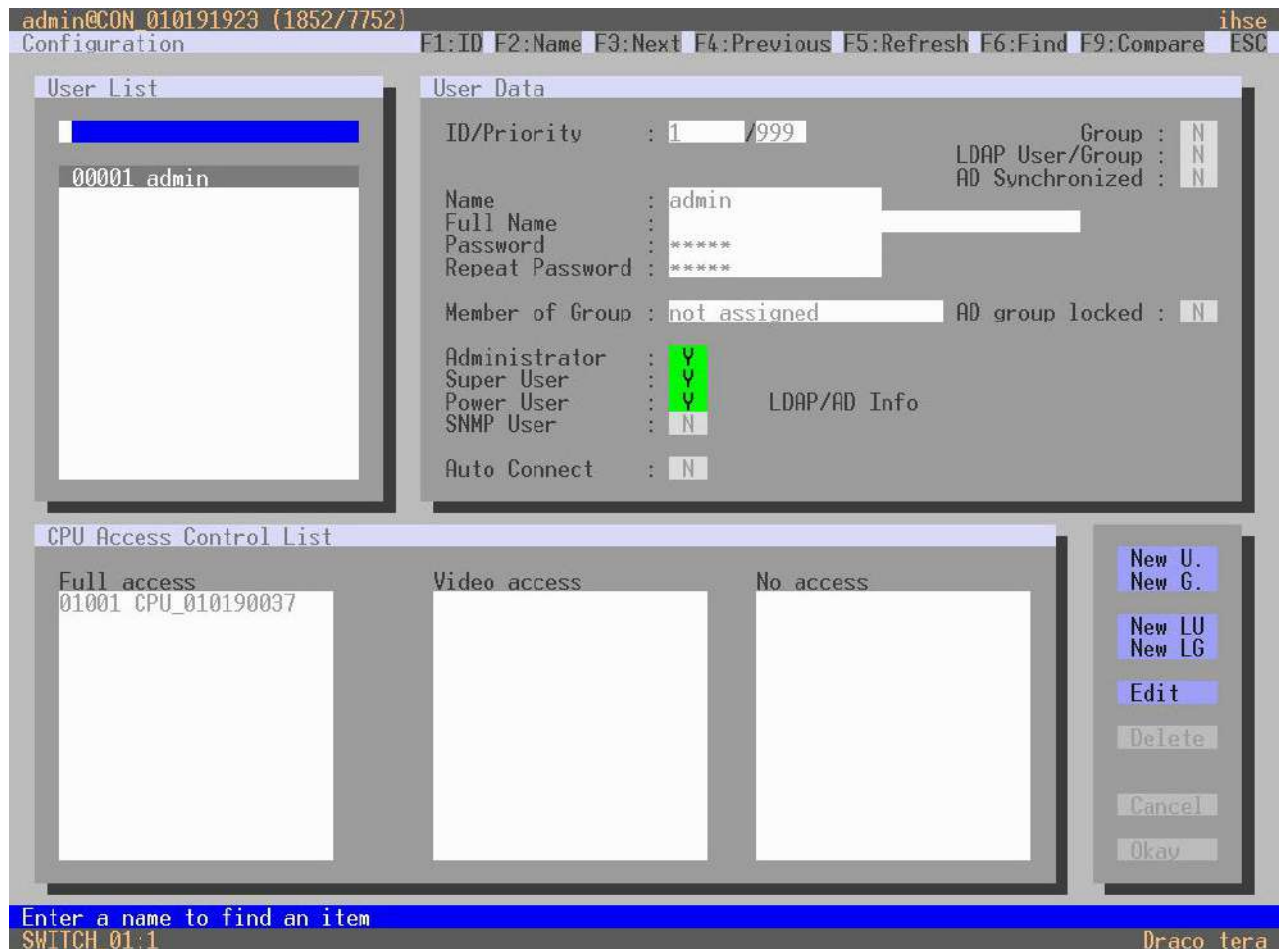 admin@CON_010191923 (1852/7752) ihse
Configuration F1:ID F2:Name F3:Next F4:Previous F5:Refresh F6:Find F9:Compare ESC
User List
00001 admin
User Data
ID/Priority : 1 /999 Group : N
LDAP User/Group : N
AD Synchronized : N
Name : admin
Full Name :
Password : *****
Repeat Password : *****
Member of Group : not assigned AD group locked : N
Administrator : Y
Super User : Y
Power User : Y LDAP/AD Info
SNMP User : N
Auto Connect : N
CPU Access Control List
Full access Video access No access
01001 CPU_010190037
New U.
New G.
New LU
New LG
Edit
Delete
Cancel
Okay
Enter a name to find an item
SWITCH_01:1 Draco tera